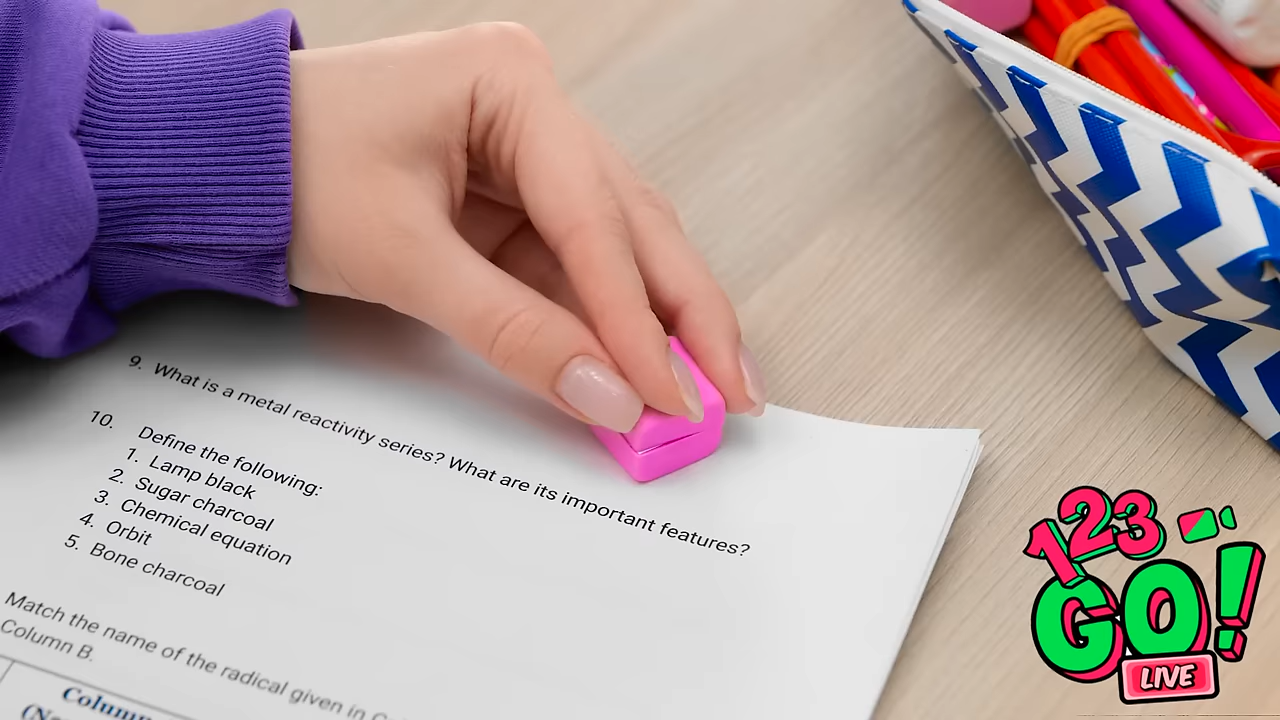 9. What is a metal reactivity series? What are its important features?
10. Define the following:
1. Lamp black
2. Sugar charcoal
3. Chemical equation
4. Orbit
5. Bone charcoal
Match the name of the radical given in
Column B.
123
GO!
LIVE